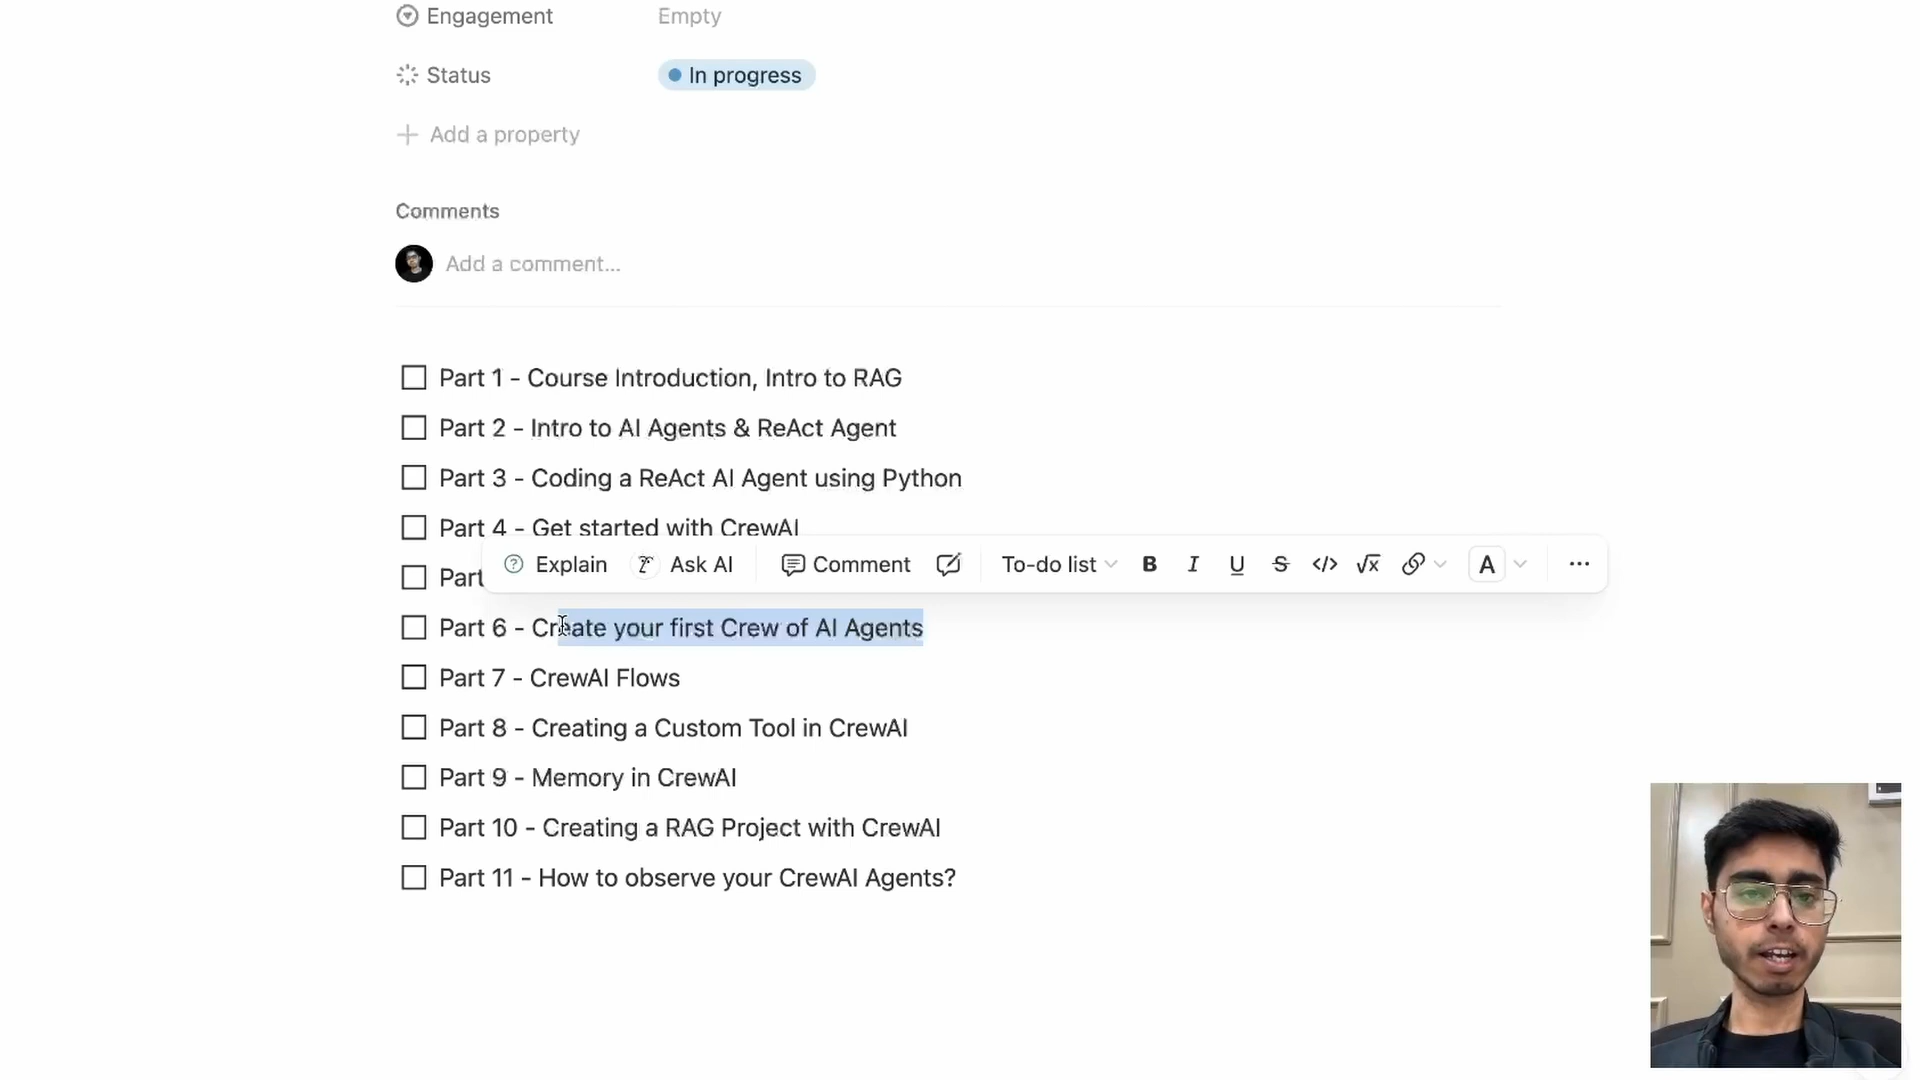 Engagement Empty
Status In progress
Add a property
Comments
Add a comment...
Part 1 - Course Introduction, Intro to RAG
Part 2 - Intro to AI Agents & ReAct Agent
Part 3 - Coding a ReAct AI Agent using Python
Part 4 - Get started with CrewAI
Explain Ask AI Comment To-do list B I U S </> √x A
Part
Part 6 - Create your first Crew of AI Agents
Part 7 - CrewAI Flows
Part 8 - Creating a Custom Tool in CrewAI
Part 9 - Memory in CrewAI
Part 10 - Creating a RAG Project with CrewAI
Part 11 - How to observe your CrewAI Agents?